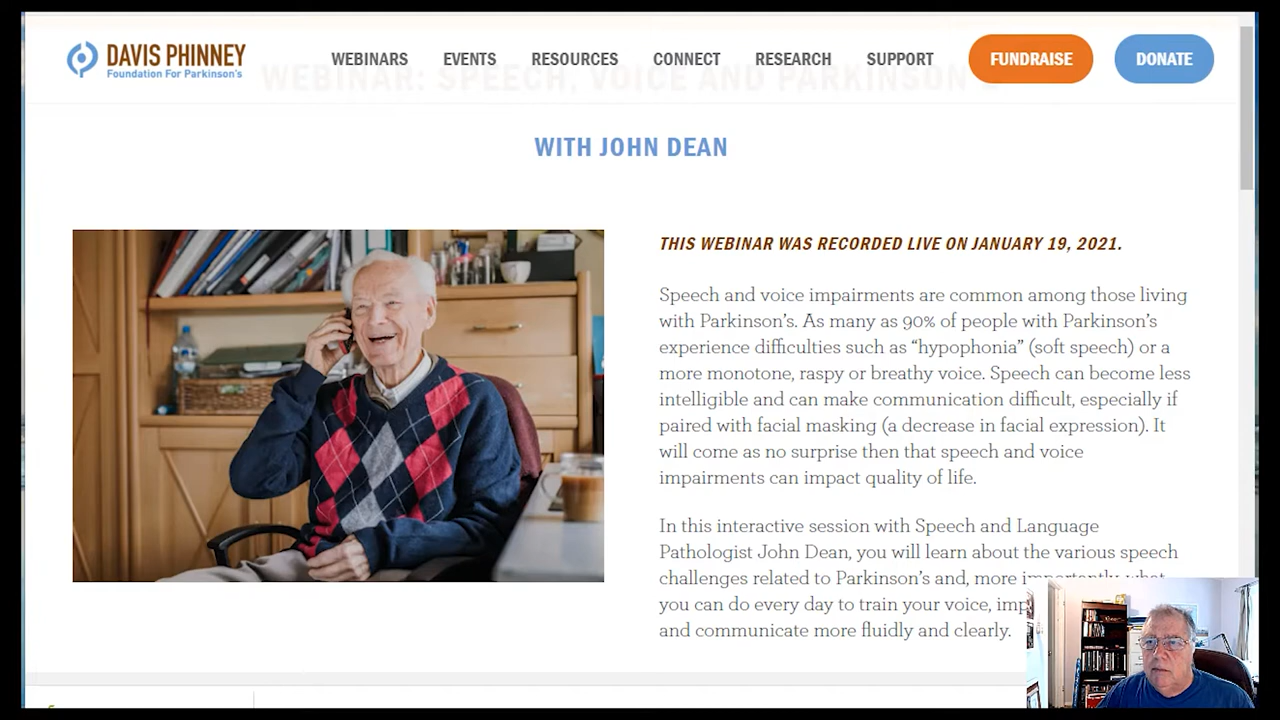 DAVIS PHINNEY
Foundation For Parkinson's
WEBINARS EVENTS RESOURCES CONNECT RESEARCH SUPPORT FUNDRAISE DONATE
WEBINAR: SPEECH, VOICE AND PARKINSON'S
WITH JOHN DEAN
THIS WEBINAR WAS RECORDED LIVE ON JANUARY 19, 2021.
Speech and voice impairments are common among those living
with Parkinson’s. As many as 90% of people with Parkinson’s
experience difficulties such as “hypophonia” (soft speech) or a
more monotone, raspy or breathy voice. Speech can become less
intelligible and can make communication difficult, especially if
paired with facial masking (a decrease in facial expression). It
will come as no surprise then that speech and voice
impairments can impact quality of life.
In this interactive session with Speech and Language
Pathologist John Dean, you will learn about the various speech
challenges related to Parkinson’s and, more importantly, what
you can do every day to train your voice,
and communicate more fluidly and clearly.